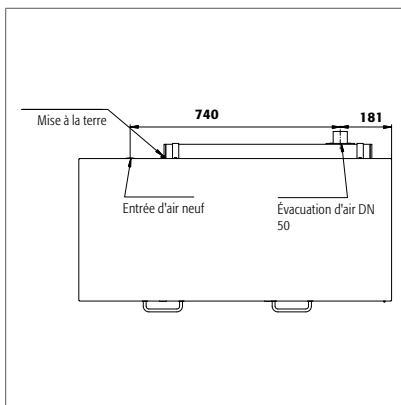 740
181
Mise à la terre
Entrée d'air neuf
Évacuation d'air DN
50